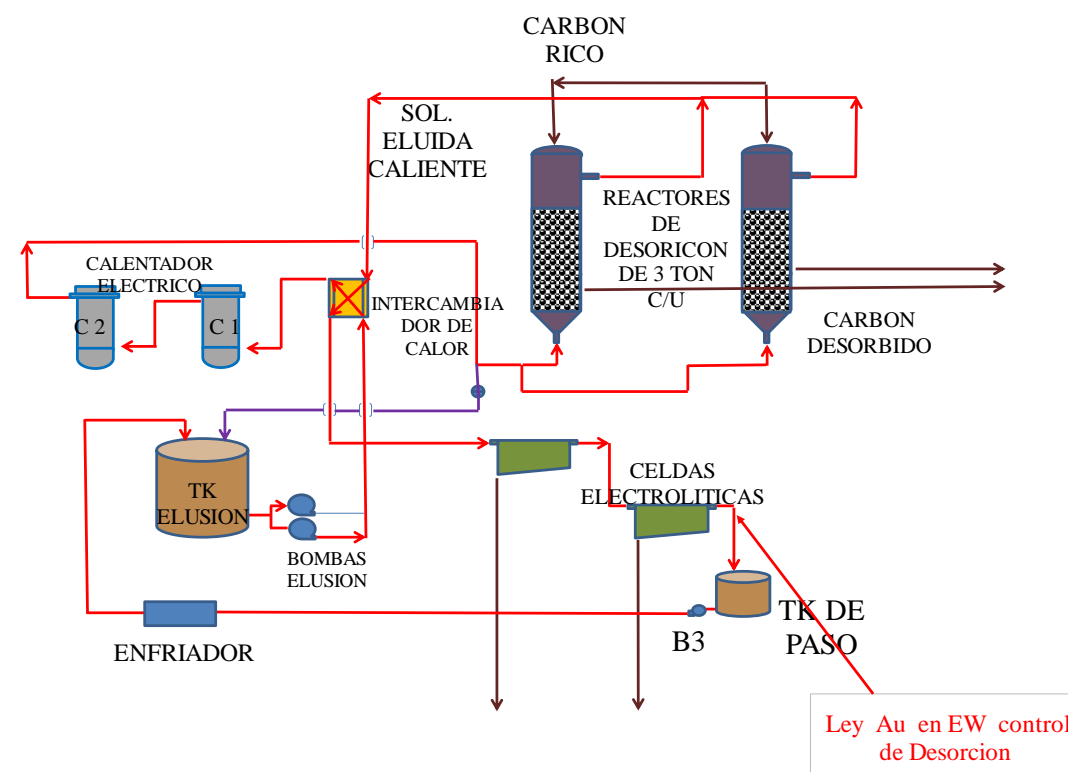 CARBON
RICO
SOL.
ELUIDA
CALIENTE
REACTORES
DE
DESORICON
DE 3 TON
C/U
CALENTADOR
ELECTRICO
C 2
C 1
INTERCAMBIA
DOR DE
CALOR
CARBON
DESORBIDO
TK
ELUSION
BOMBAS
ELUSION
CELDAS
ELECTROLITICAS
ENFRIADOR
B3
TK DE
PASO
Ley Au en EW control
de Desorcion